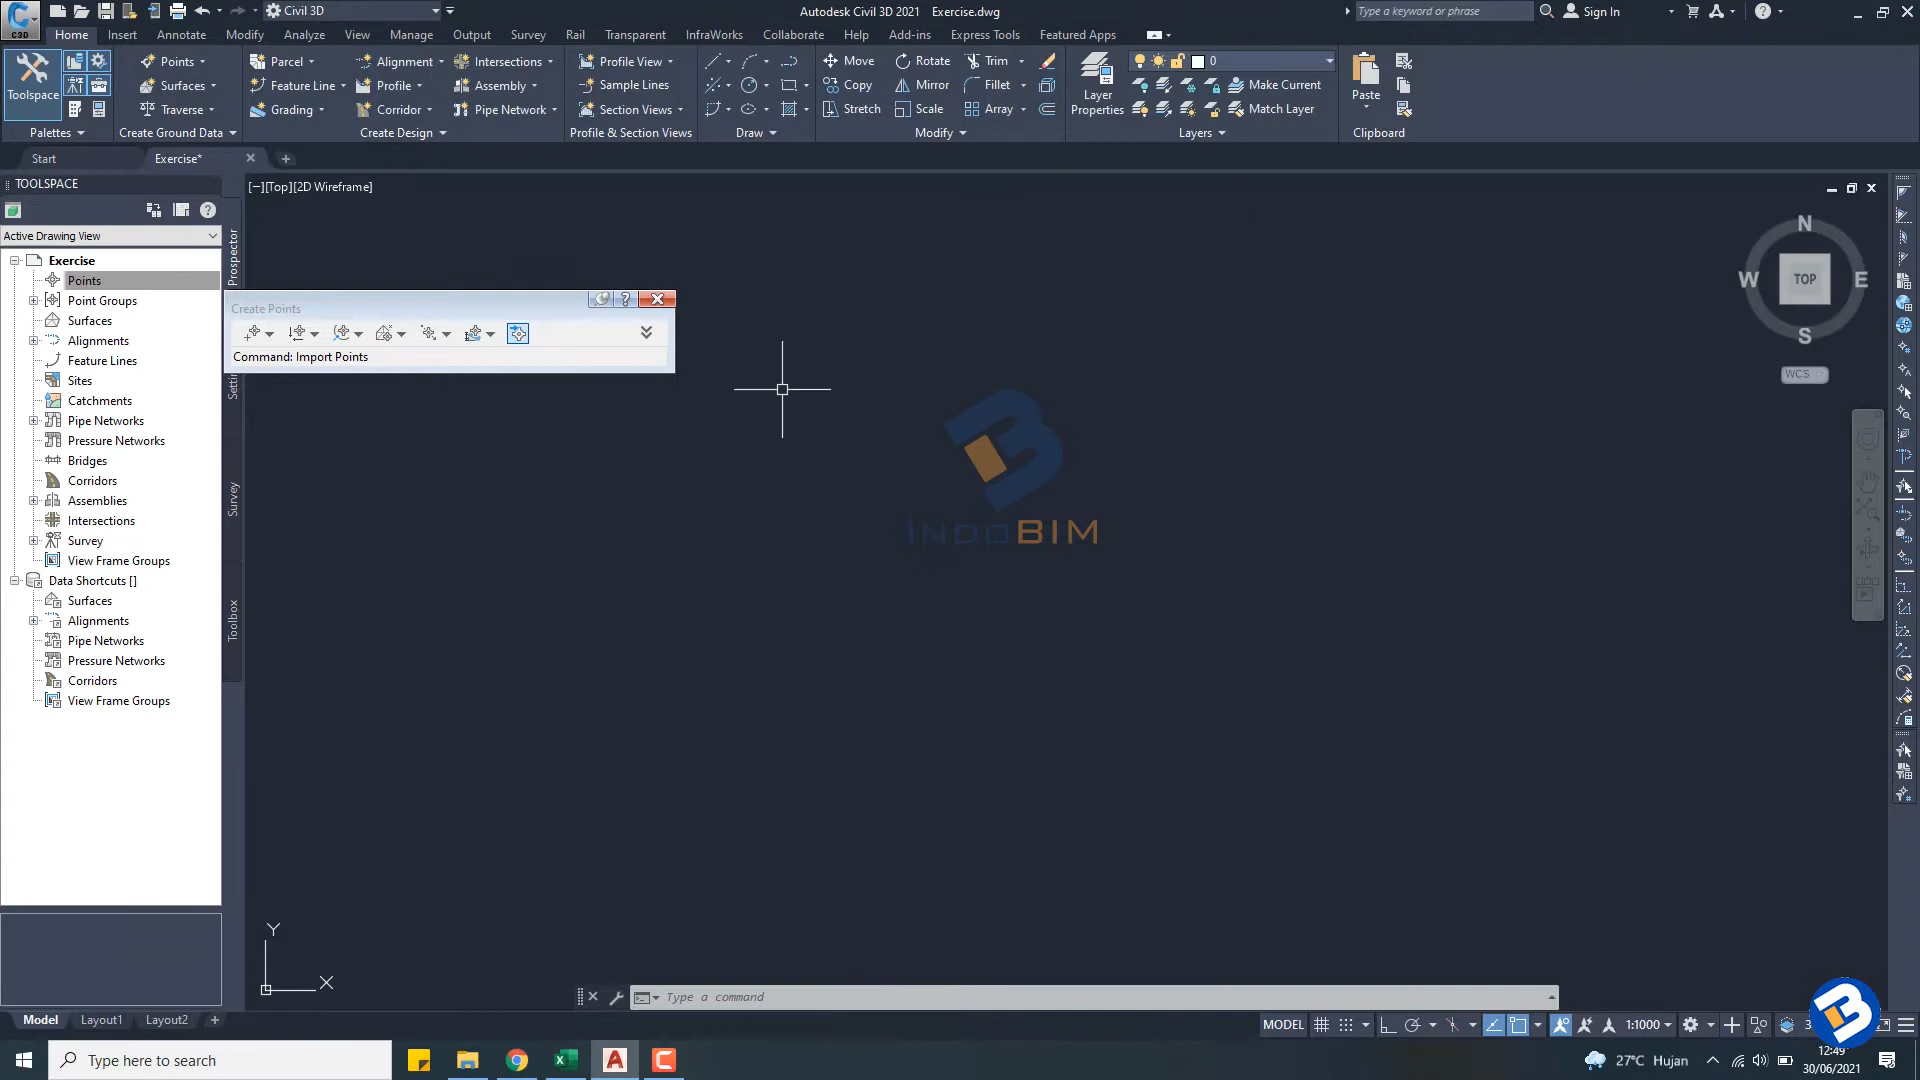 C3D
Civil 3D
Autodesk Civil 3D 2021 Exercise.dwg
Type a keyword or phrase
Sign In
Home Insert Annotate Modify Analyze View Manage Output Survey Rail Transparent InfraWorks Collaborate Help Add-ins Express Tools Featured Apps
Toolspace
Points
Surfaces
Traverse
Parcel
Feature Line
Grading
Alignment
Profile
Corridor
Intersections
Assembly
Pipe Network
Profile View
Sample Lines
Section Views
Move
Copy
Stretch
Rotate
Mirror
Scale
Trim
Fillet
Array
Layer
Properties
0
Make Current
Match Layer
Paste
Palettes
Create Ground Data
Create Design
Profile & Section Views
Draw
Modify
Layers
Clipboard
Start
Exercise*
TOOLSPACE
Active Drawing View
Exercise
Points
Point Groups
Surfaces
Alignments
Feature Lines
Sites
Catchments
Pipe Networks
Pressure Networks
Bridges
Corridors
Assemblies
Intersections
Survey
View Frame Groups
Data Shortcuts []
Surfaces
Alignments
Pipe Networks
Pressure Networks
Corridors
View Frame Groups
Prospector
Survey
Toolbox
[−][Top][2D Wireframe]
Create Points
Command: Import Points
N
W
TOP
E
S
WCS
INDOBIM
Y
X
Type a command
Model
Layout1
Layout2
MODEL
1:1000
Type here to search
27°C Hujan
12:49
30/06/2021